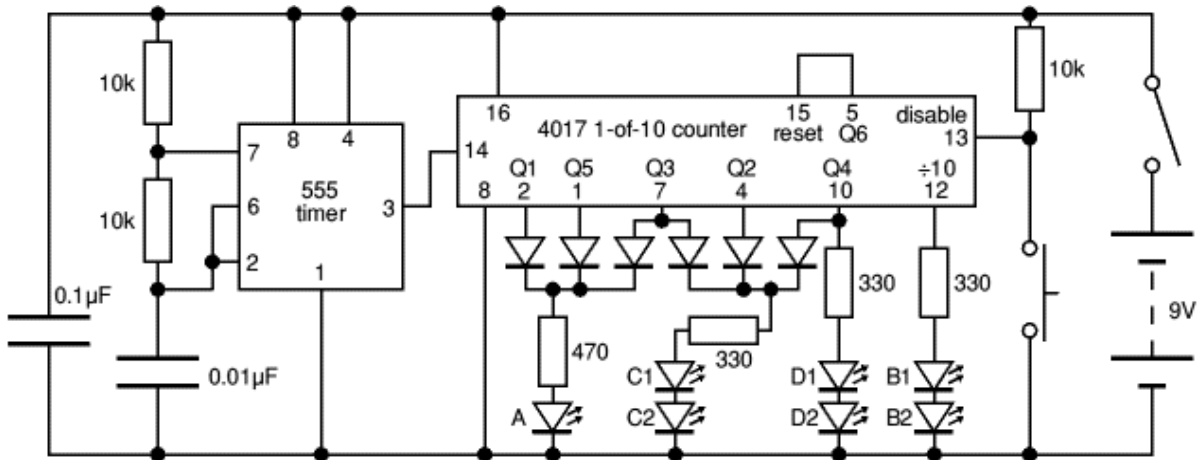 10k
10k
0.1µF
0.01µF
8 4
7
6
2
555
timer
3
1
16
15 5
reset Q6
disable
13
4017 1-of-10 counter
14
8
Q1 Q5 Q3 Q2 Q4 ÷10
2 1 7 4 10 12
10k
330
330
470
330
A
C1
C2
D1
D2
B1
B2
9V